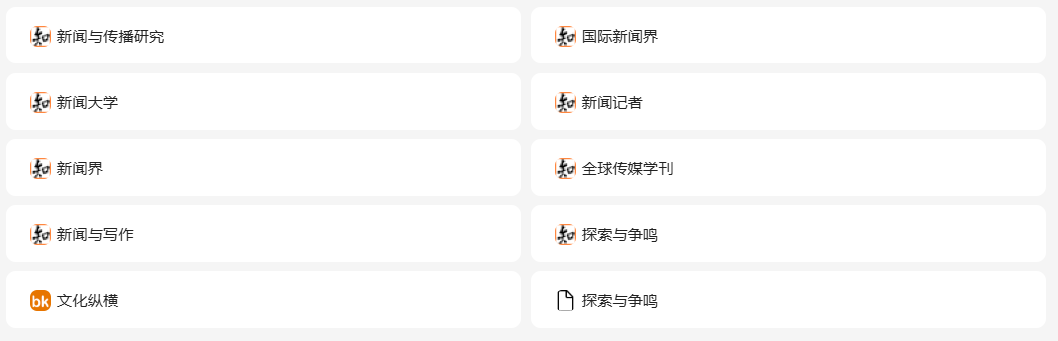 新闻与传播研究
国际新闻界
新闻大学
新闻记者
新闻界
全球传媒学刊
新闻与写作
探索与争鸣
bk 文化纵横
探索与争鸣